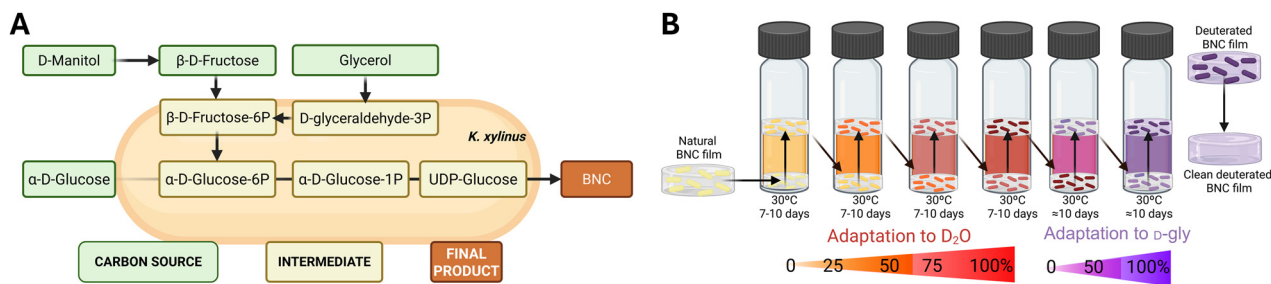 A
D-Manitol
β-D-Fructose
Glycerol
β-D-Fructose-6P
D-glyceraldehyde-3P
K. xylinus
α-D-Glucose
α-D-Glucose-6P
α-D-Glucose-1P
UDP-Glucose
BNC
CARBON SOURCE
INTERMEDIATE
FINAL
PRODUCT
B
Natural
BNC film
30ºC
7-10 days
30ºC
7-10 days
30ºC
7-10 days
30ºC
7-10 days
30ºC
≈10 days
30ºC
≈10 days
Deuterated
BNC film
Clean deuterated
BNC film
Adaptation to D₂O
0 25 50 75 100%
Adaptation to D-gly
0 50 100%